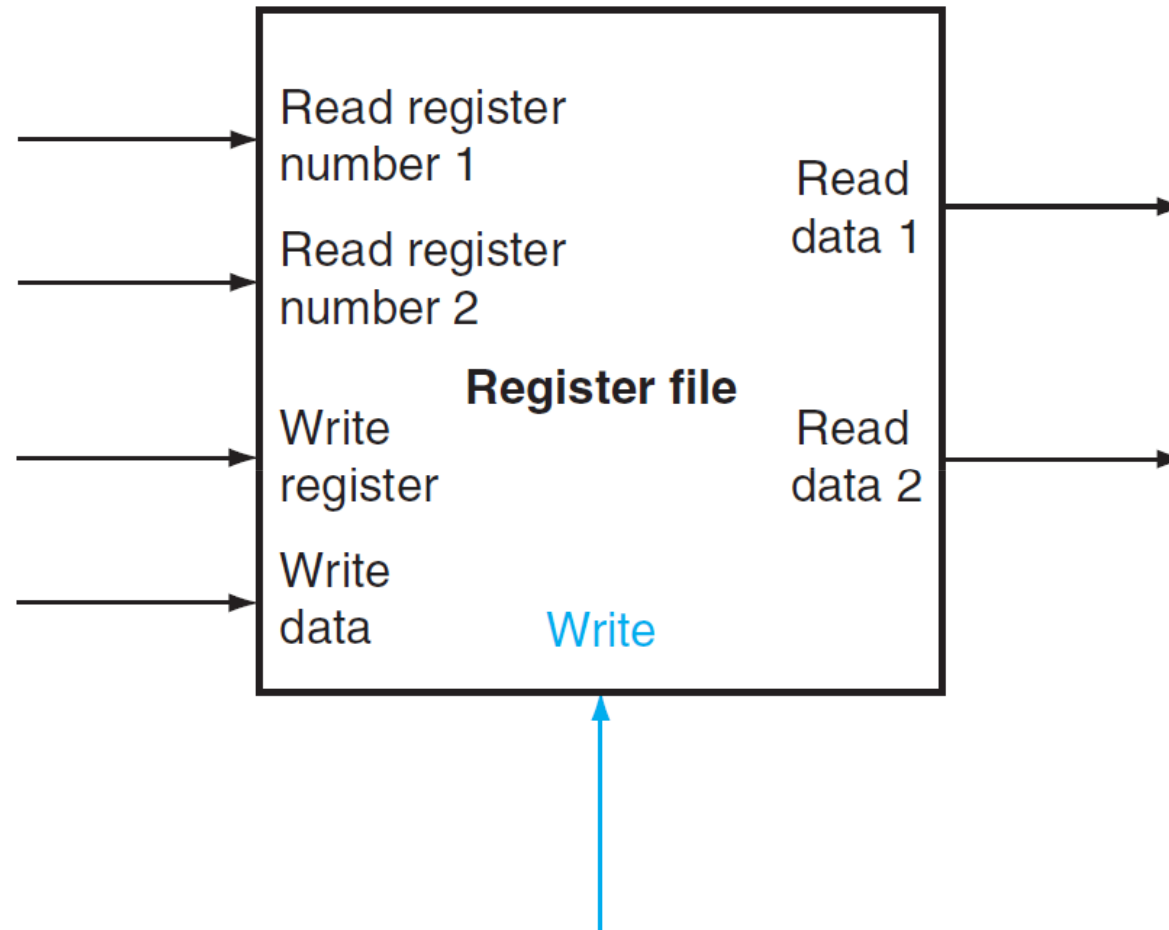 Read register
number 1
Read
data 1
Read register
number 2
Register file
Write
register
Read
data 2
Write
data
Write